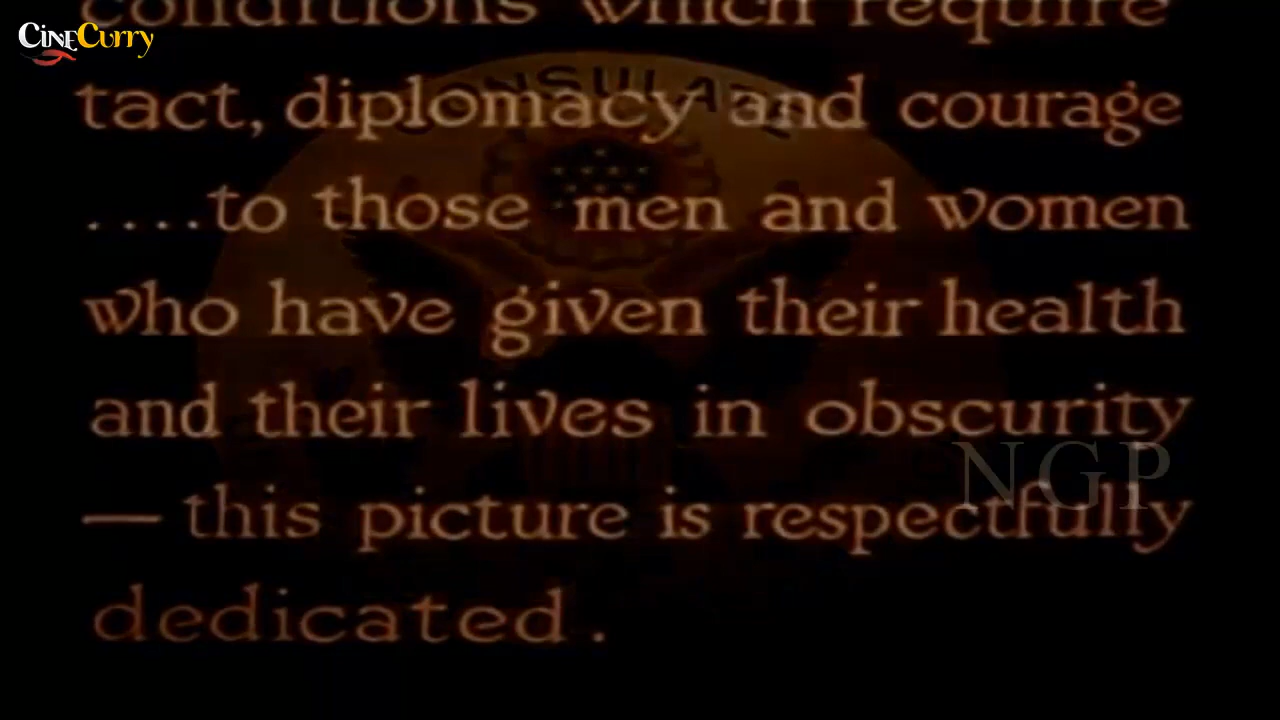 CINECURRY
conditions which require
CONSULATE
tact, diplomacy and courage
....to those men and women
who have given their health
and their lives in obscurity
NGP
— this picture is respectfully
dedicated.